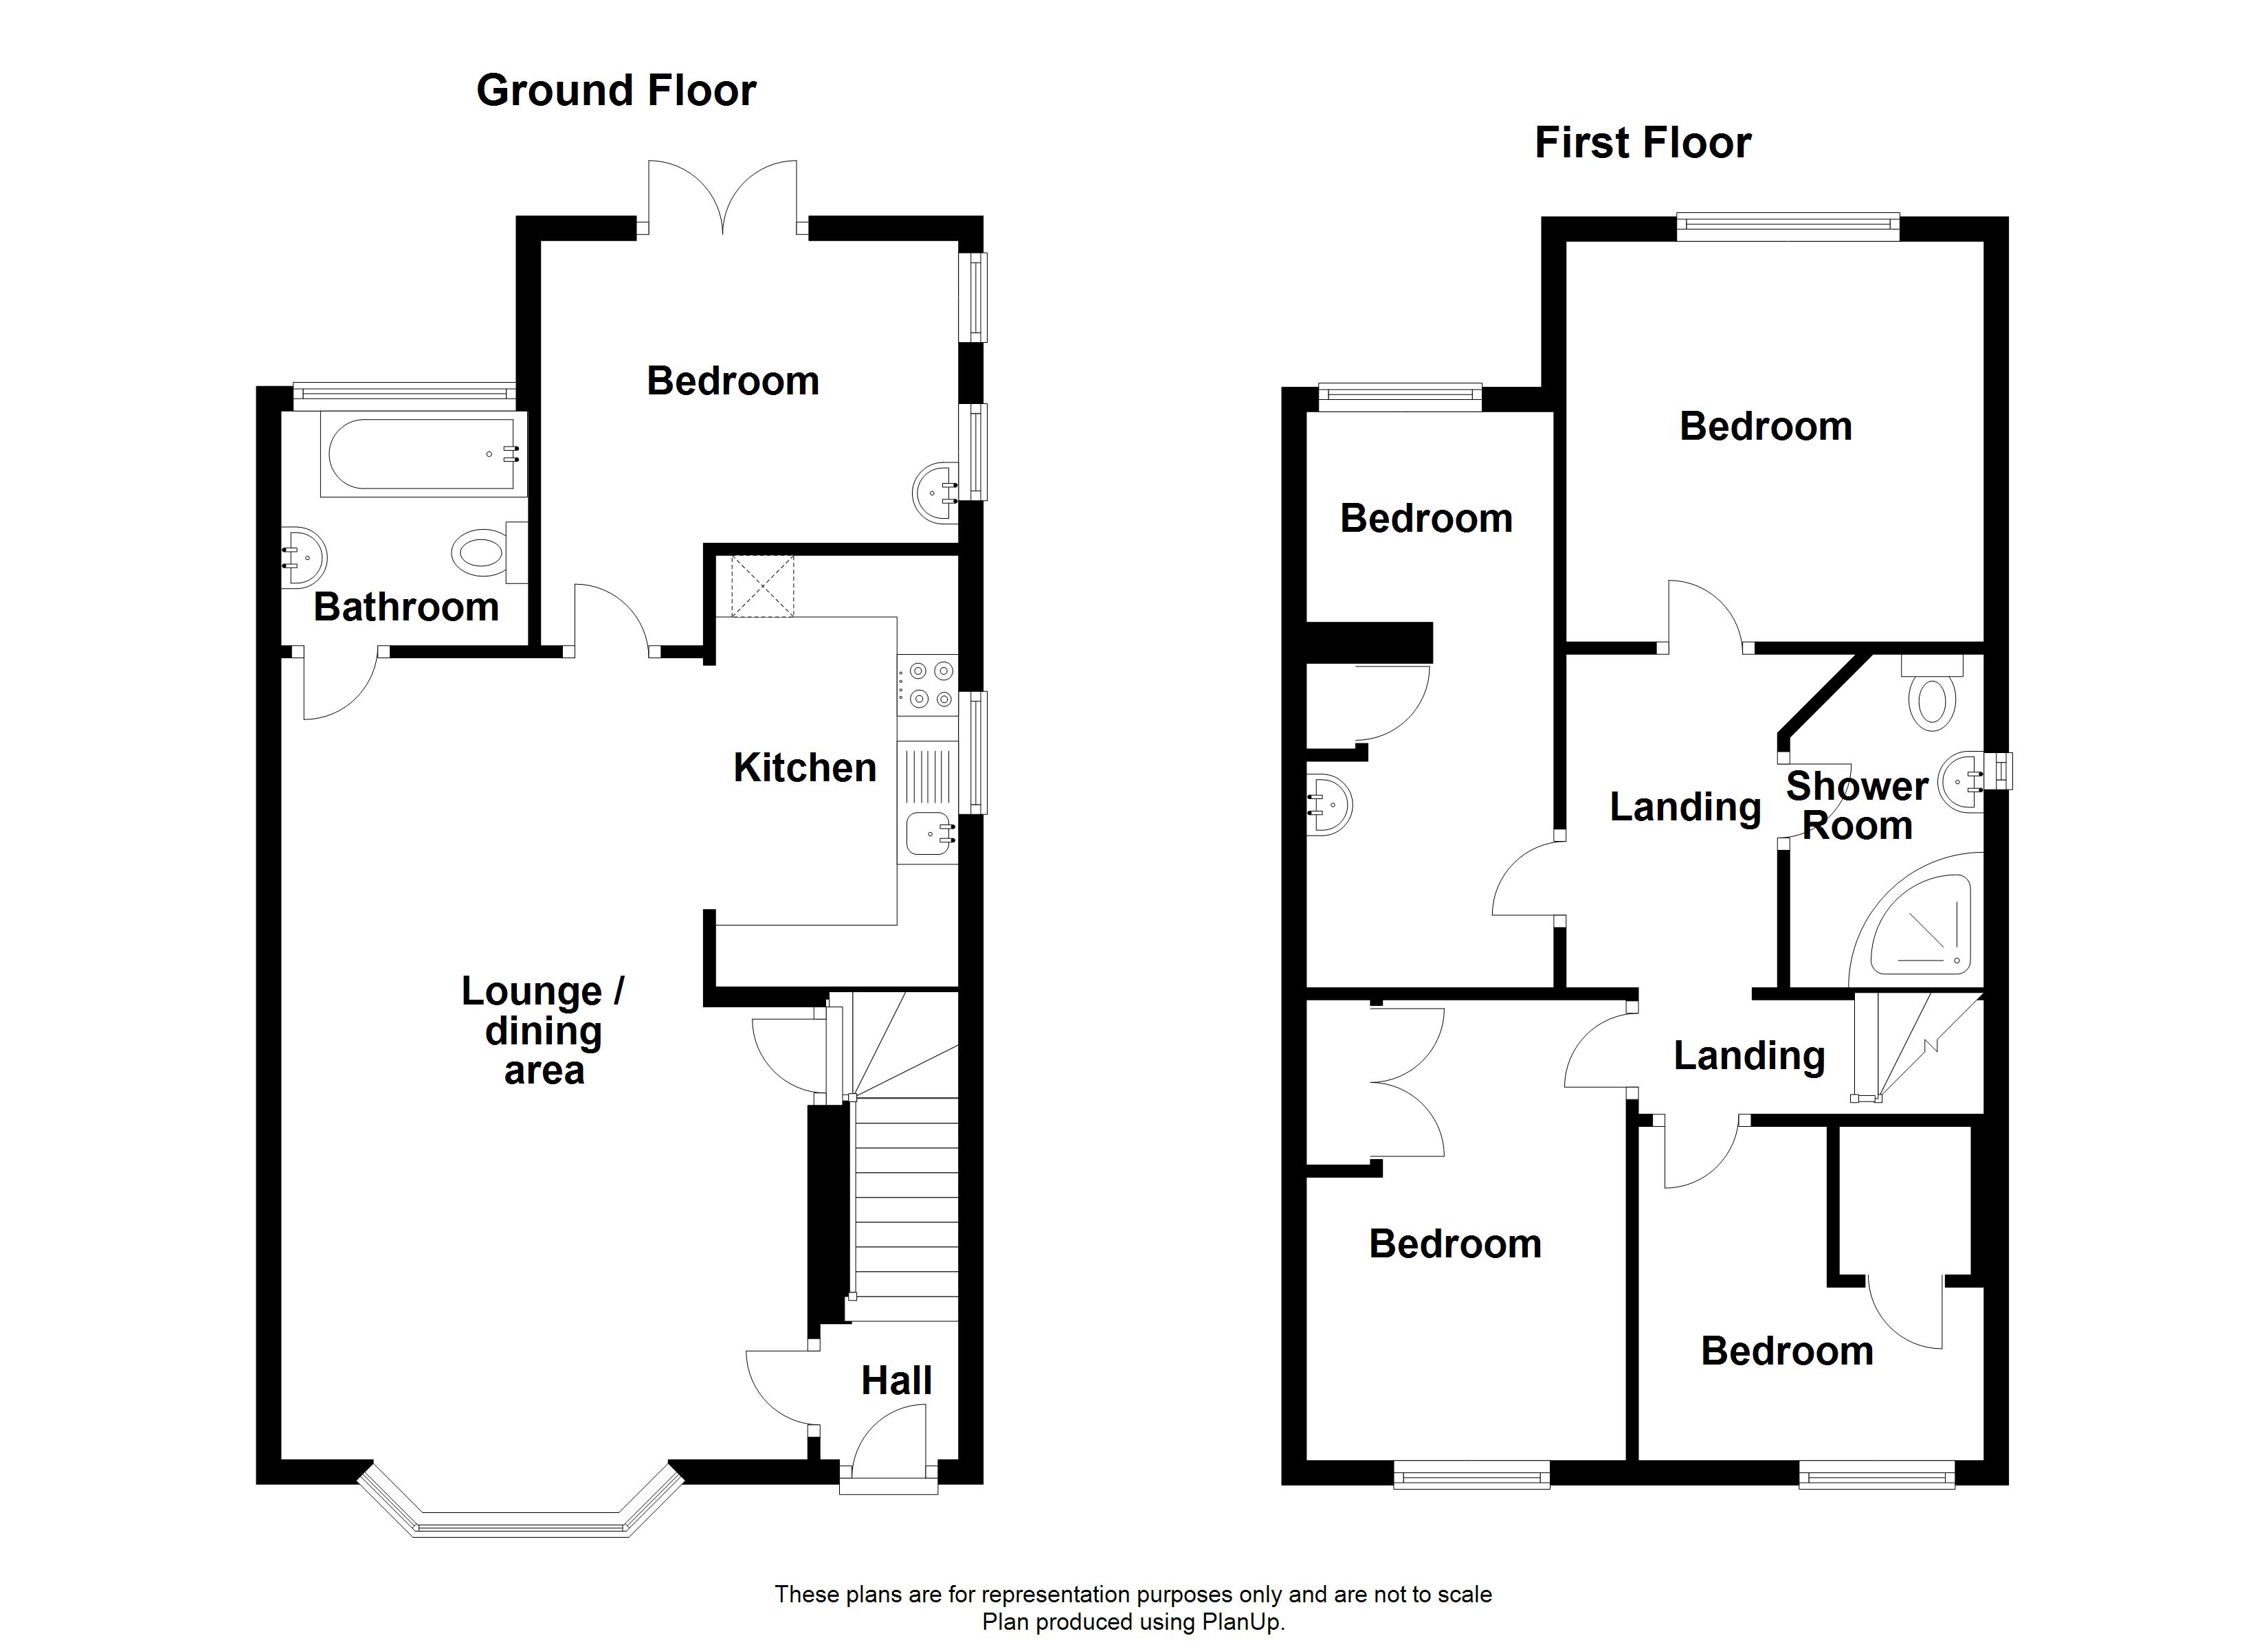 Ground Floor
First Floor
Bedroom
Bathroom
Kitchen
Lounge /
dining
area
Hall
Bedroom
Bedroom
Landing
Shower
Room
Landing
Bedroom
Bedroom
These plans are for representation purposes only and are not to scale
Plan produced using PlanUp.